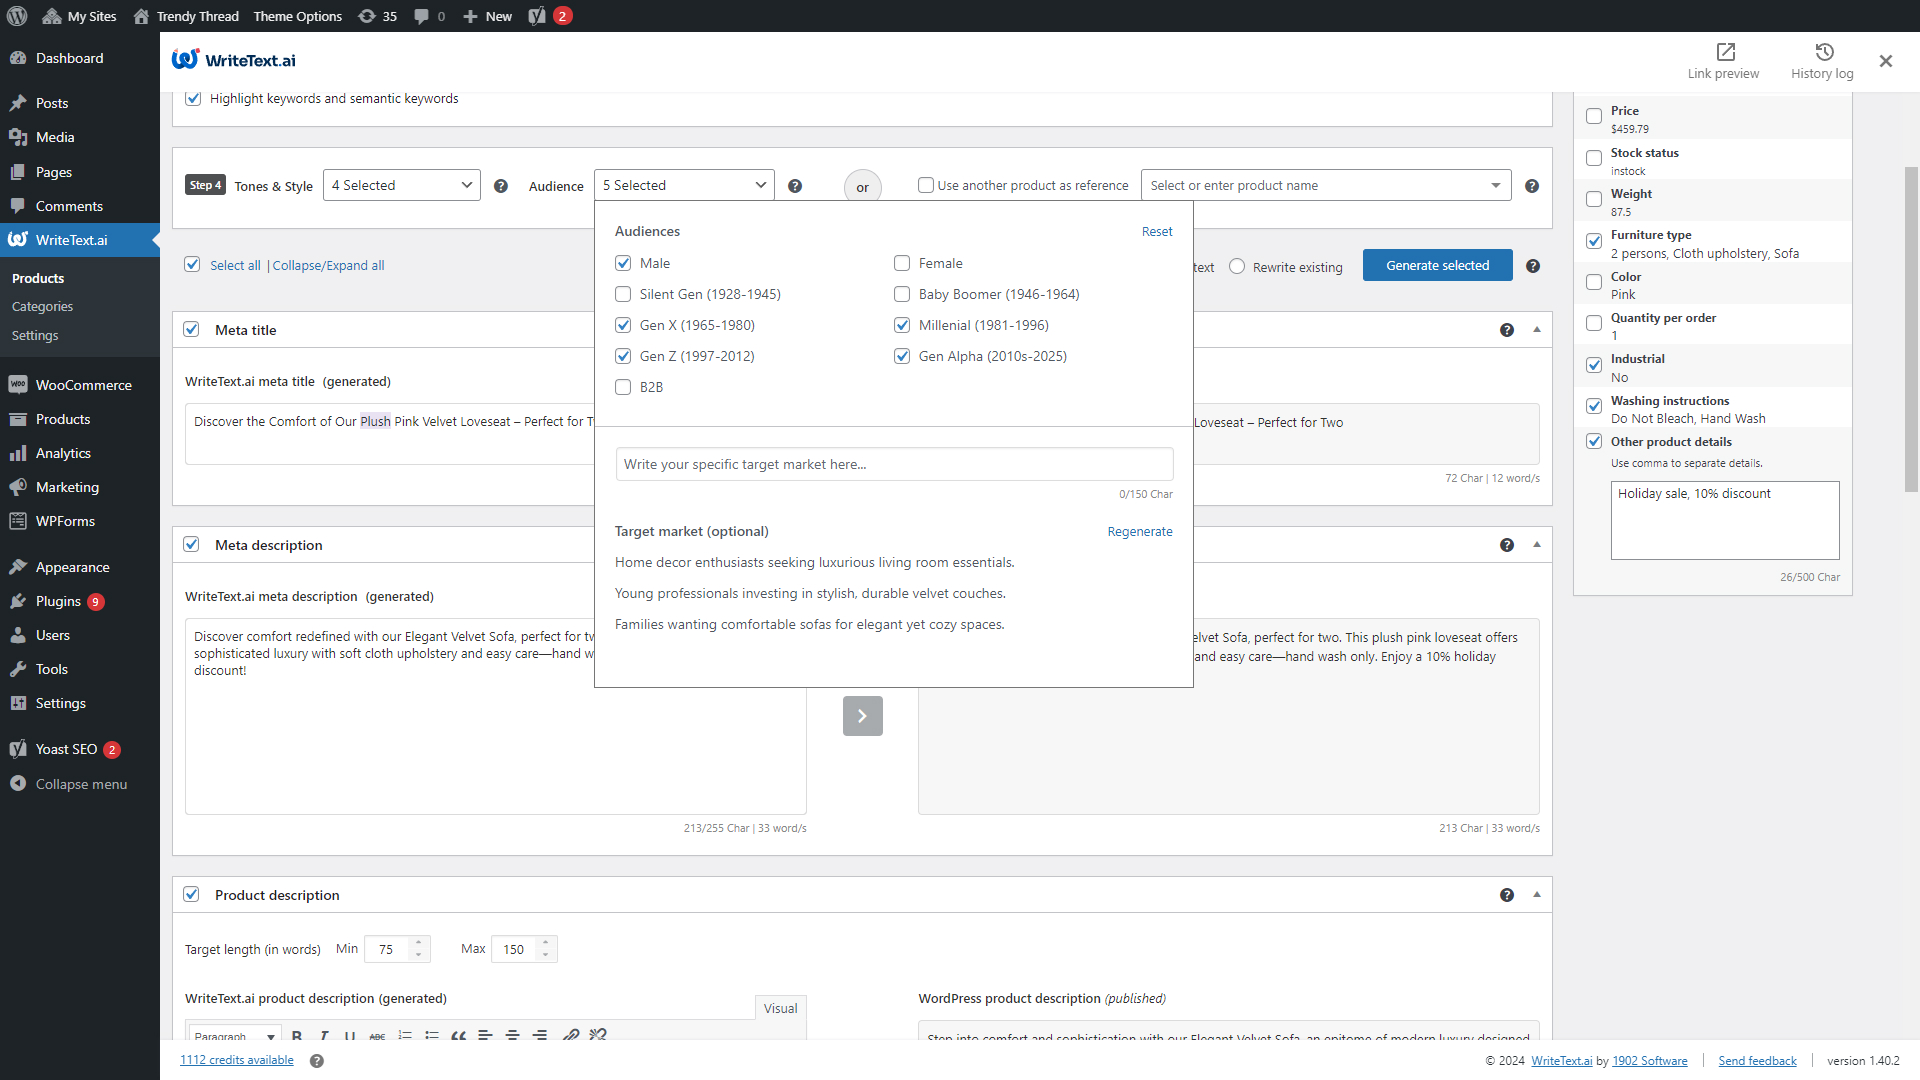 My Sites
Trendy Thread
Theme Options
35
0
New
2
Dashboard
Posts
Media
Pages
Comments
WriteText.ai
Products
Categories
Settings
WooCommerce
Products
Analytics
Marketing
WPForms
Appearance
Plugins 9
Users
Tools
Settings
Yoast SEO 2
Collapse menu
WriteText.ai
Link preview
History log
Highlight keywords and semantic keywords
Step 4 Tones & Style 4 Selected Audience 5 Selected or Use another product as reference Select or enter product name
Select all | Collapse/Expand all
text Rewrite existing Generate selected
Audiences Reset
Male Female
Silent Gen (1928-1945) Baby Boomer (1946-1964)
Gen X (1965-1980) Millenial (1981-1996)
Gen Z (1997-2012) Gen Alpha (2010s-2025)
B2B
Write your specific target market here...
0/150 Char
Target market (optional) Regenerate
Home decor enthusiasts seeking luxurious living room essentials.
Young professionals investing in stylish, durable velvet couches.
Families wanting comfortable sofas for elegant yet cozy spaces.
Meta title
WriteText.ai meta title (generated)
Discover the Comfort of Our Plush Pink Velvet Loveseat – Perfect for T
Loveseat – Perfect for Two
72 Char | 12 word/s
Meta description
WriteText.ai meta description (generated)
Discover comfort redefined with our Elegant Velvet Sofa, perfect for tw
sophisticated luxury with soft cloth upholstery and easy care—hand w
discount!
213/255 Char | 33 word/s
elvet Sofa, perfect for two. This plush pink loveseat offers
and easy care—hand wash only. Enjoy a 10% holiday
213 Char | 33 word/s
Product description
Target length (in words) Min 75 Max 150
WriteText.ai product description (generated)
Visual
Paragraph B I U ABC
WordPress product description (published)
Step into comfort and sophistication with our Elegant Velvet Sofa, an epitome of modern luxury designed
Price
$459.79
Stock status
instock
Weight
87.5
Furniture type
2 persons, Cloth upholstery, Sofa
Color
Pink
Quantity per order
1
Industrial
No
Washing instructions
Do Not Bleach, Hand Wash
Other product details
Use comma to separate details.
Holiday sale, 10% discount
26/500 Char
1112 credits available
© 2024 WriteText.ai by 1902 Software
Send feedback
version 1.40.2